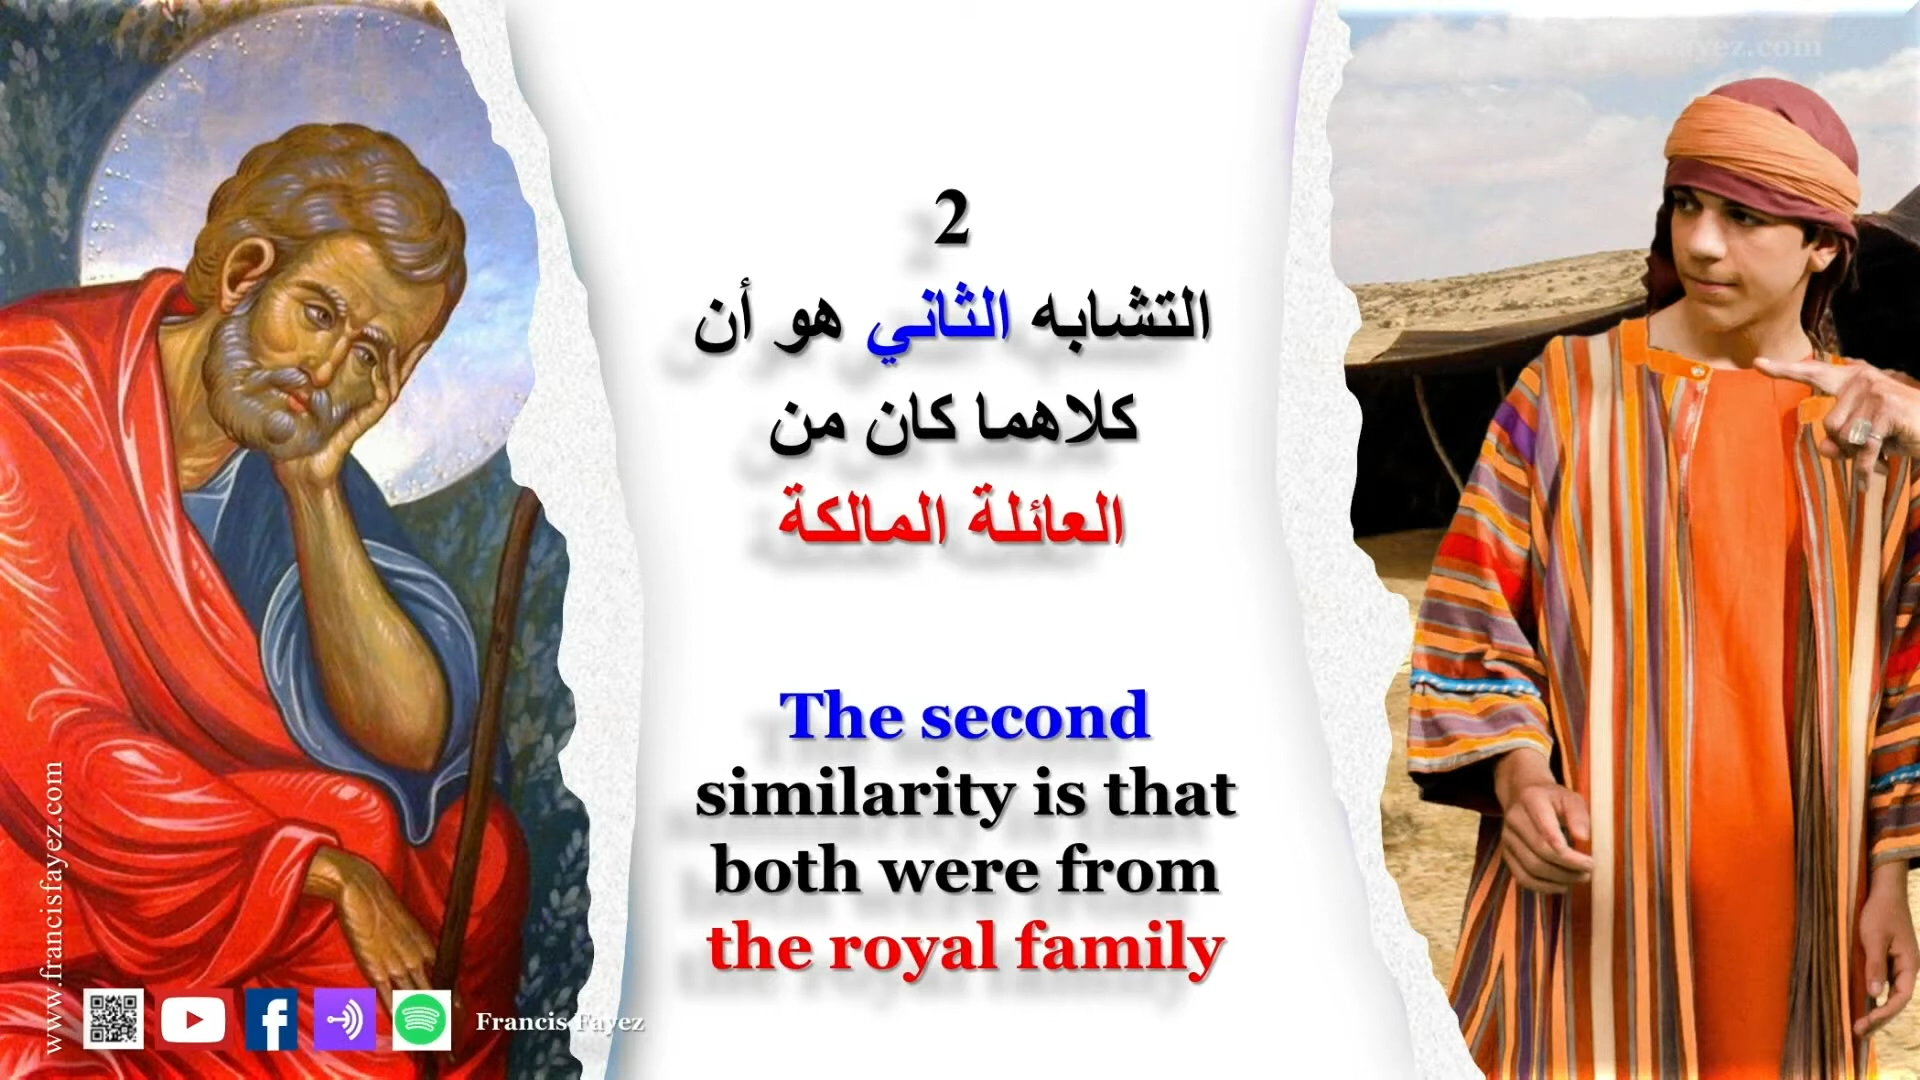 2
التشابه الثاني هو أن
كلاهما كان من
العائلة المالكة
The second
similarity is that
both were from
the royal family
www.francisfayez.com
Francis Fayez